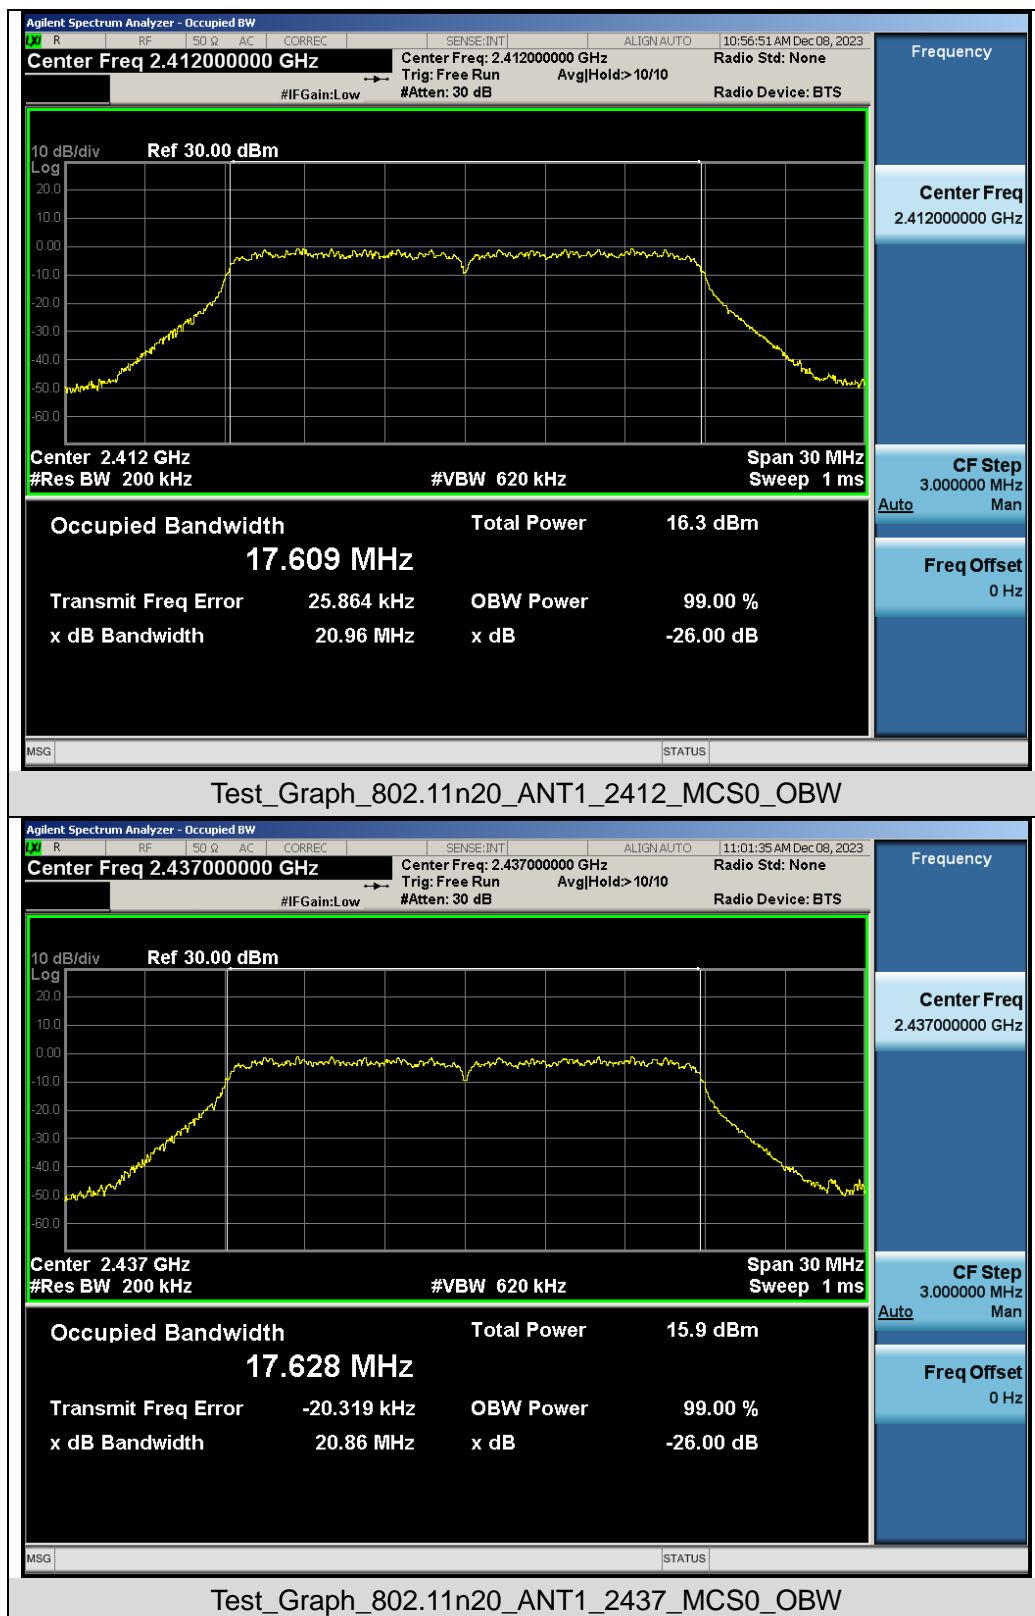 Agilent Spectrum Analyzer - Occupied BW
LXI R RF 50 Ω AC CORREC SENSE:INT ALIGN AUTO 10:56:51 AM Dec 08, 2023
Center Freq 2.412000000 GHz Center Freq: 2.412000000 GHz Radio Std: None
Trig: Free Run Avg|Hold:>10/10
#IFGain:Low #Atten: 30 dB Radio Device: BTS
10 dB/div Ref 30.00 dBm
Log
20.0
10.0
0.00
-10.0
-20.0
-30.0
-40.0
-50.0
-60.0
Center 2.412 GHz Span 30 MHz
#Res BW 200 kHz #VBW 620 kHz Sweep 1 ms
Occupied Bandwidth Total Power 16.3 dBm
17.609 MHz
Transmit Freq Error 25.864 kHz OBW Power 99.00 %
x dB Bandwidth 20.96 MHz x dB -26.00 dB
MSG STATUS
Frequency
Center Freq
2.412000000 GHz
CF Step
3.000000 MHz
Auto Man
Freq Offset
0 Hz
Test_Graph_802.11n20_ANT1_2412_MCS0_OBW
Agilent Spectrum Analyzer - Occupied BW
LXI R RF 50 Ω AC CORREC SENSE:INT ALIGN AUTO 11:01:35 AM Dec 08, 2023
Center Freq 2.437000000 GHz Center Freq: 2.437000000 GHz Radio Std: None
Trig: Free Run Avg|Hold:>10/10
#IFGain:Low #Atten: 30 dB Radio Device: BTS
10 dB/div Ref 30.00 dBm
Log
20.0
10.0
0.00
-10.0
-20.0
-30.0
-40.0
-50.0
-60.0
Center 2.437 GHz Span 30 MHz
#Res BW 200 kHz #VBW 620 kHz Sweep 1 ms
Occupied Bandwidth Total Power 15.9 dBm
17.628 MHz
Transmit Freq Error -20.319 kHz OBW Power 99.00 %
x dB Bandwidth 20.86 MHz x dB -26.00 dB
MSG STATUS
Frequency
Center Freq
2.437000000 GHz
CF Step
3.000000 MHz
Auto Man
Freq Offset
0 Hz
Test_Graph_802.11n20_ANT1_2437_MCS0_OBW